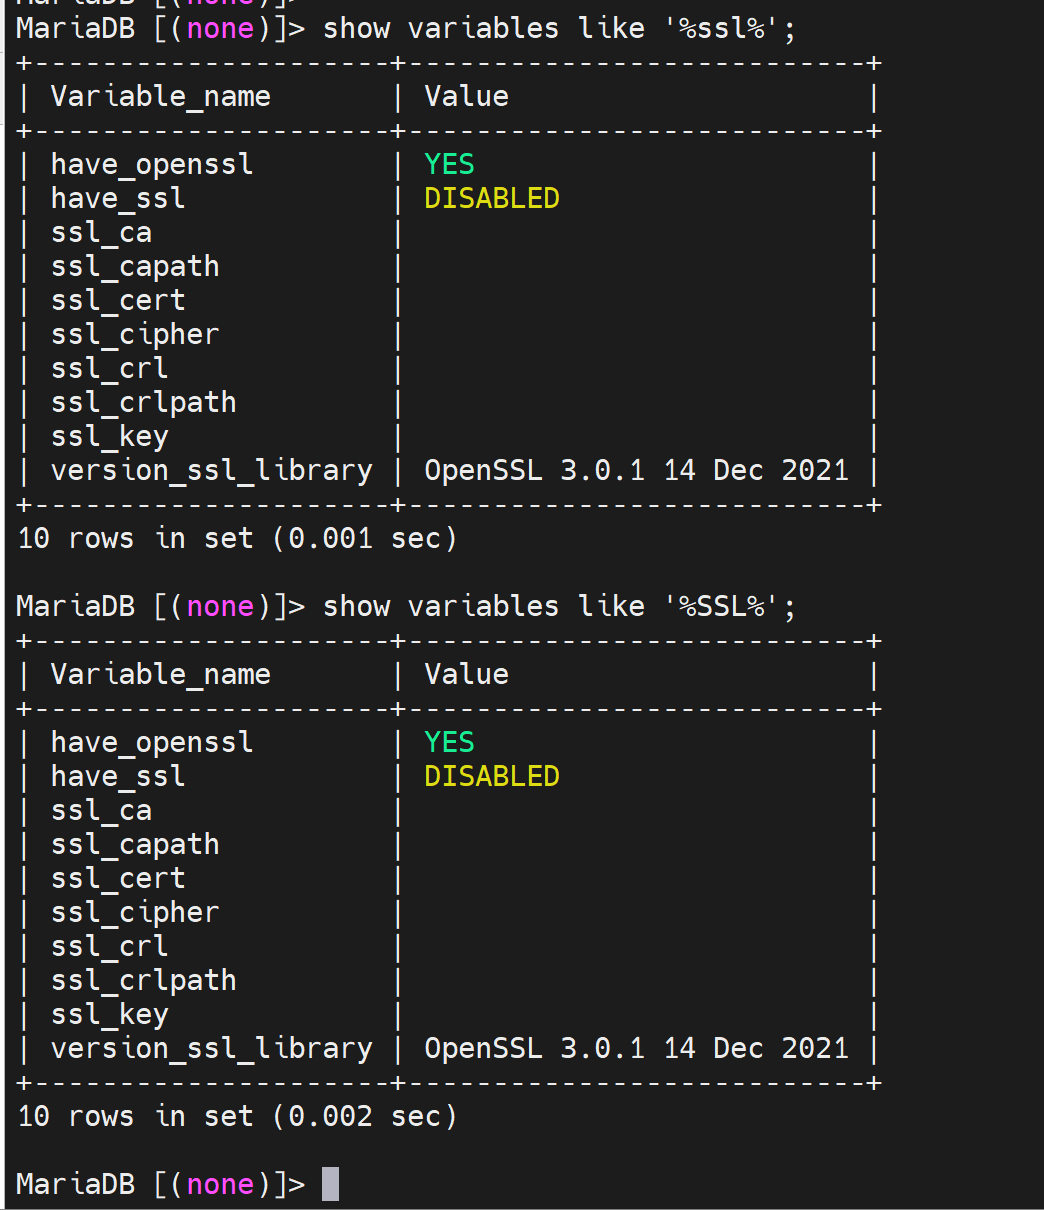 MariaDB [(none)]>
MariaDB [(none)]> show variables like '%ssl%';
+---------------------+---------------------------+
| Variable_name       | Value                     |
+---------------------+---------------------------+
| have_openssl        | YES                       |
| have_ssl            | DISABLED                  |
| ssl_ca              |                           |
| ssl_capath          |                           |
| ssl_cert            |                           |
| ssl_cipher          |                           |
| ssl_crl             |                           |
| ssl_crlpath         |                           |
| ssl_key             |                           |
| version_ssl_library | OpenSSL 3.0.1 14 Dec 2021 |
+---------------------+---------------------------+
10 rows in set (0.001 sec)

MariaDB [(none)]> show variables like '%SSL%';
+---------------------+---------------------------+
| Variable_name       | Value                     |
+---------------------+---------------------------+
| have_openssl        | YES                       |
| have_ssl            | DISABLED                  |
| ssl_ca              |                           |
| ssl_capath          |                           |
| ssl_cert            |                           |
| ssl_cipher          |                           |
| ssl_crl             |                           |
| ssl_crlpath         |                           |
| ssl_key             |                           |
| version_ssl_library | OpenSSL 3.0.1 14 Dec 2021 |
+---------------------+---------------------------+
10 rows in set (0.002 sec)

MariaDB [(none)]>